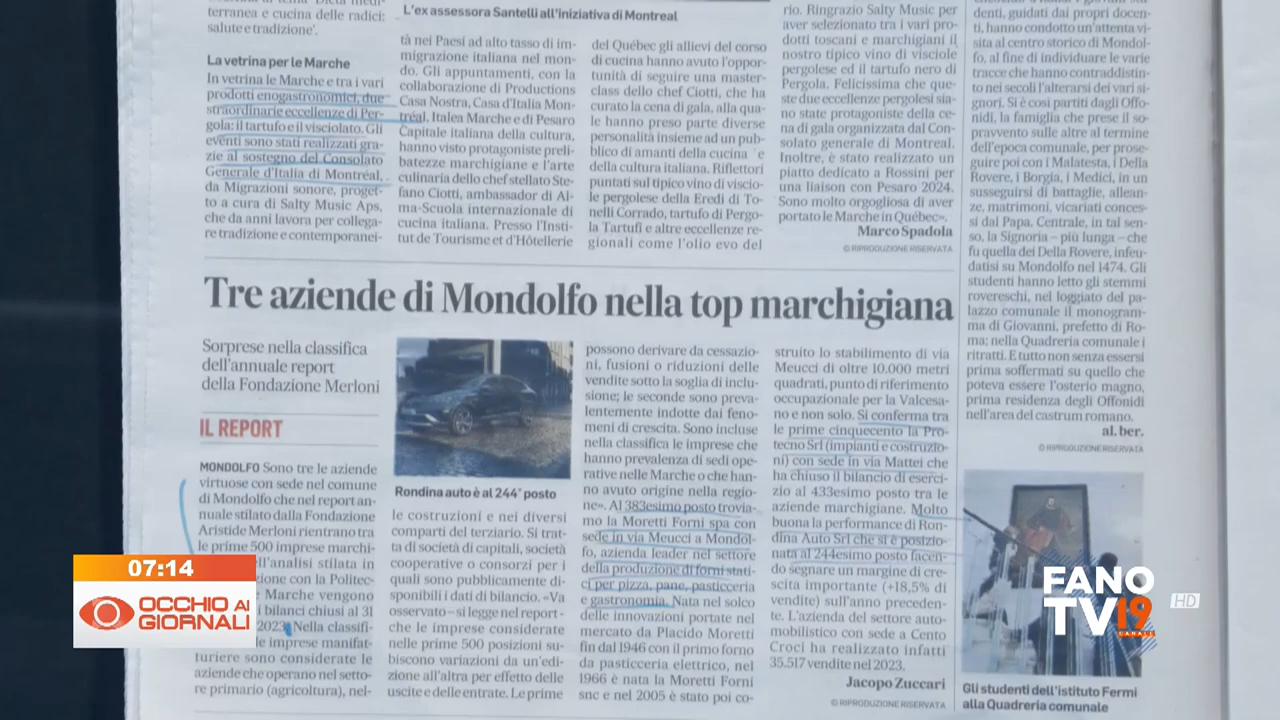 terranea e cucina delle radici:
salute e tradizione'.
La vetrina per le Marche
In vetrina le Marche e tra i vari
prodotti enogastronomici, due
straordinarie eccellenze di Per-
gola: il tartufo e il visciolato. Gli
eventi sono stati realizzati gra-
zie al sostegno del Consolato
Generale d'Italia di Montréal,
da Migrazioni sonore, proget-
to a cura di Salty Music Aps,
che da anni lavora per collega-
re tradizione e contemporanei-
L'ex assessora Santelli all'iniziativa di Montreal
tà nei Paesi ad alto tasso di im-
migrazione italiana nel mon-
do. Gli appuntamenti, con la
collaborazione di Productions
Casa Nostra, Casa d'Italia Mon-
tréal, Italea Marche e di Pesaro
Capitale italiana della cultura,
hanno visto protagoniste preli-
batezze marchigiane e l'arte
culinaria dello chef stellato Ste-
fano Ciotti, ambasador di Al-
ma-Scuola internazionale di
cucina italiana. Presso l'Insti-
tut de Tourisme et d'Hôtellerie
del Québec gli allievi del corso
di cucina hanno avuto l'oppor-
tunità di seguire una master-
class dello chef Ciotti, che ha
curato la cena di gala, alla qua-
le hanno preso parte diverse
personalità insieme ad un pub-
blico di amanti della cucina e
della cultura italiana. Riflettori
puntati sul tipico vino di viscio-
le pergolese della Eredi di To-
nelli Corrado, tartufo di Pergo-
la Tartufi e altre eccellenze re-
gionali come l'olio evo del
rio. Ringrazio Salty Music per
aver selezionato tra i vari pro-
dotti toscani e marchigiani il
nostro tipico vino di visciole
pergolese ed il tartufo nero di
Pergola. Felicissima che que-
ste due eccellenze pergolesi sia-
no state protagoniste della ce-
na di gala organizzata dal Con-
solato generale di Montreal.
Inoltre, è stato realizzato un
piatto dedicato a Rossini per
una liaison con Pesaro 2024.
Sono molto orgogliosa di aver
portato le Marche in Québec».
Marco Spadola
© RIPRODUZIONE RISERVATA
denti, guidati dai propri docen-
ti, hanno condotto un'attenta vi-
sita al centro storico di Mondol-
fo, al fine di individuare le varie
tracce che hanno contraddistin-
to nei secoli l'alterarsi dei vari si-
gnori. Si è così partiti dagli Offo-
nidi, la famiglia che prese il so-
pravvento sulle altre al termine
dell'epoca comunale, per prose-
guire poi con i Malatesta, i Della
Rovere, i Borgia, i Medici, in un
susseguirsi di battaglie, allean-
ze, matrimoni, vicariati conces-
si dal Papa. Centrale, in tal sen-
so, la Signoria – più lunga – che
fu quella dei Della Rovere, infeu-
datisi su Mondolfo nel 1474. Gli
studenti hanno letto gli stemmi
rovereschi, nel loggiato del pa-
lazzo comunale il monogram-
ma di Giovanni, prefetto di Ro-
ma; nella Quadreria comunale i
ritratti. E tutto non senza essersi
prima soffermati su quello che
poteva essere l'osterio magno,
prima residenza degli Offonidi
nell'area del castrum romano.
al. ber.
© RIPRODUZIONE RISERVATA
Tre aziende di Mondolfo nella top marchigiana
Sorprese nella classifica
dell'annuale report
della Fondazione Merloni
IL REPORT
MONDOLFO Sono tre le aziende
virtuose con sede nel comune
di Mondolfo che nel report an-
nuale stilato dalla Fondazione
Aristide Merloni rientrano tra
le prime 500 imprese marchi-
ll'analisi stilata in
gione con la Politec-
Marche vengono
bilanci chiusi al 31
2023. Nella classifi-
e imprese manifat-
turiere sono considerate le
aziende che operano nel setto-
re primario (agricoltura), nel-
Rondina auto è al 244° posto
le costruzioni e nei diversi
comparti del terziario. Si trat-
ta di società di capitali, società
cooperative o consorzi per i
quali sono pubblicamente di-
sponibili i dati di bilancio. «Va
osservato – si legge nel report -
che le imprese considerate
nelle prime 500 posizioni su-
biscono variazioni da un'edi-
zione all'altra per effetto delle
uscite e delle entrate. Le prime
possono derivare da cessazio-
ni, fusioni o riduzioni delle
vendite sotto la soglia di inclu-
sione; le seconde sono preva-
lentemente indotte dai feno-
meni di crescita. Sono incluse
nella classifica le imprese che
hanno prevalenza di sedi ope-
rative nelle Marche o che han-
no avuto origine nella regio-
ne». Al 383esimo posto trovia-
mo la Moretti Forni spa con
sede in via Meucci a Mondol-
fo, azienda leader nel settore
della produzione di forni stati-
ci per pizza, pane, pasticceria
e gastronomia. Nata nel solco
delle innovazioni portate nel
mercato da Placido Moretti
fin dal 1946 con il primo forno
da pasticceria elettrico, nel
1966 è nata la Moretti Forni
snc e nel 2005 è stato poi co-
struito lo stabilimento di via
Meucci di oltre 10.000 metri
quadrati, punto di riferimento
occupazionale per la Valcesa-
no e non solo. Si conferma tra
le prime cinquecento la Pro-
tecno Srl (impianti e costruzio-
ni) con sede in via Mattei che
ha chiuso il bilancio di eserci-
zio al 433esimo posto tra le
aziende marchigiane. Molto
buona la performance di Ron-
dina Auto Srl che si è posizio-
nata al 244esimo posto facen-
do segnare un margine di cre-
scita importante (+18,5% di
vendite) sull'anno preceden-
te. L'azienda del settore auto-
mobilistico con sede a Cento
Croci ha realizzato infatti
35.517 vendite nel 2023.
Jacopo Zuccari
© RIPRODUZIONE RISERVATA
Gli studenti dell'istituto Fermi
alla Quadreria comunale
07:14
OCCHIO AI
GIORNALI
FANO
TV 19
CANALE
HD